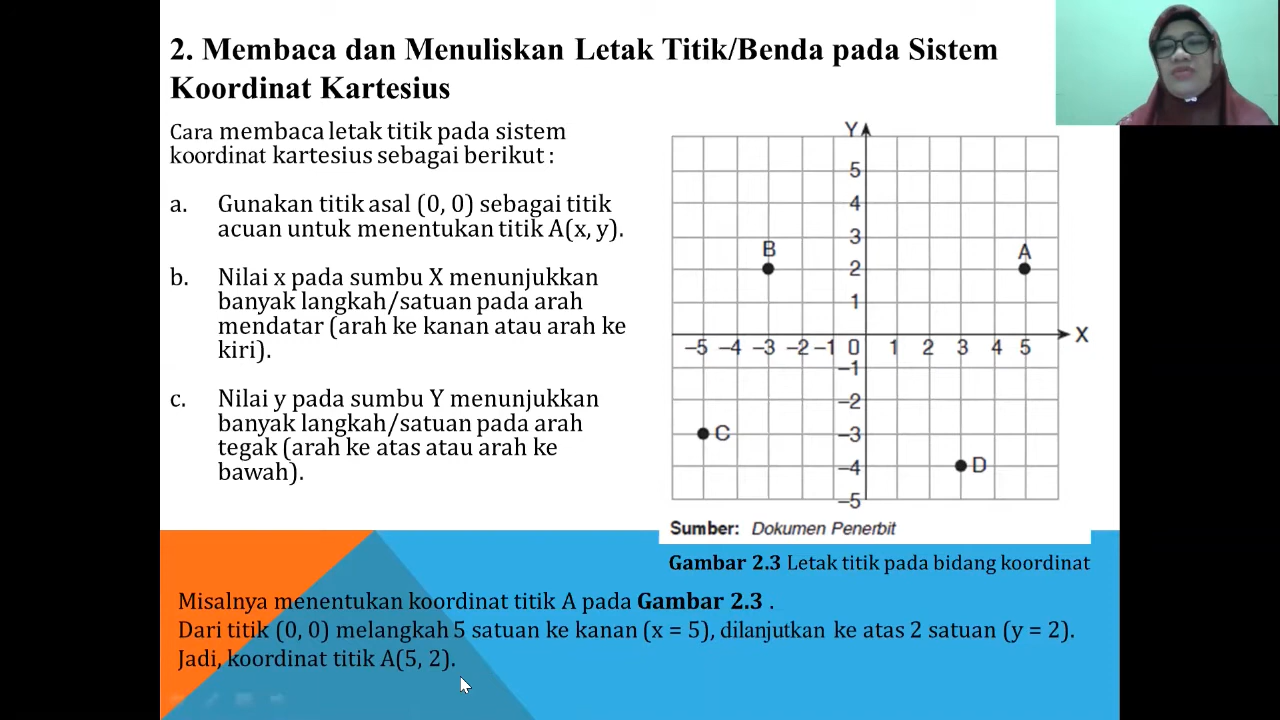 2. Membaca dan Menuliskan Letak Titik/Benda pada Sistem
Koordinat Kartesius
Cara membaca letak titik pada sistem
koordinat kartesius sebagai berikut :
a. Gunakan titik asal (0, 0) sebagai titik
acuan untuk menentukan titik A(x, y).
b. Nilai x pada sumbu X menunjukkan
banyak langkah/satuan pada arah
mendatar (arah ke kanan atau arah ke
kiri).
c. Nilai y pada sumbu Y menunjukkan
banyak langkah/satuan pada arah
tegak (arah ke atas atau arah ke
bawah).
Y
5
4
3
B
A
2
1
X
–5 –4 –3 –2 –1 0 1 2 3 4 5
–1
–2
–3
C
–4
D
–5
Sumber: Dokumen Penerbit
Gambar 2.3 Letak titik pada bidang koordinat
Misalnya menentukan koordinat titik A pada Gambar 2.3 .
Dari titik (0, 0) melangkah 5 satuan ke kanan (x = 5), dilanjutkan ke atas 2 satuan (y = 2).
Jadi, koordinat titik A(5, 2).